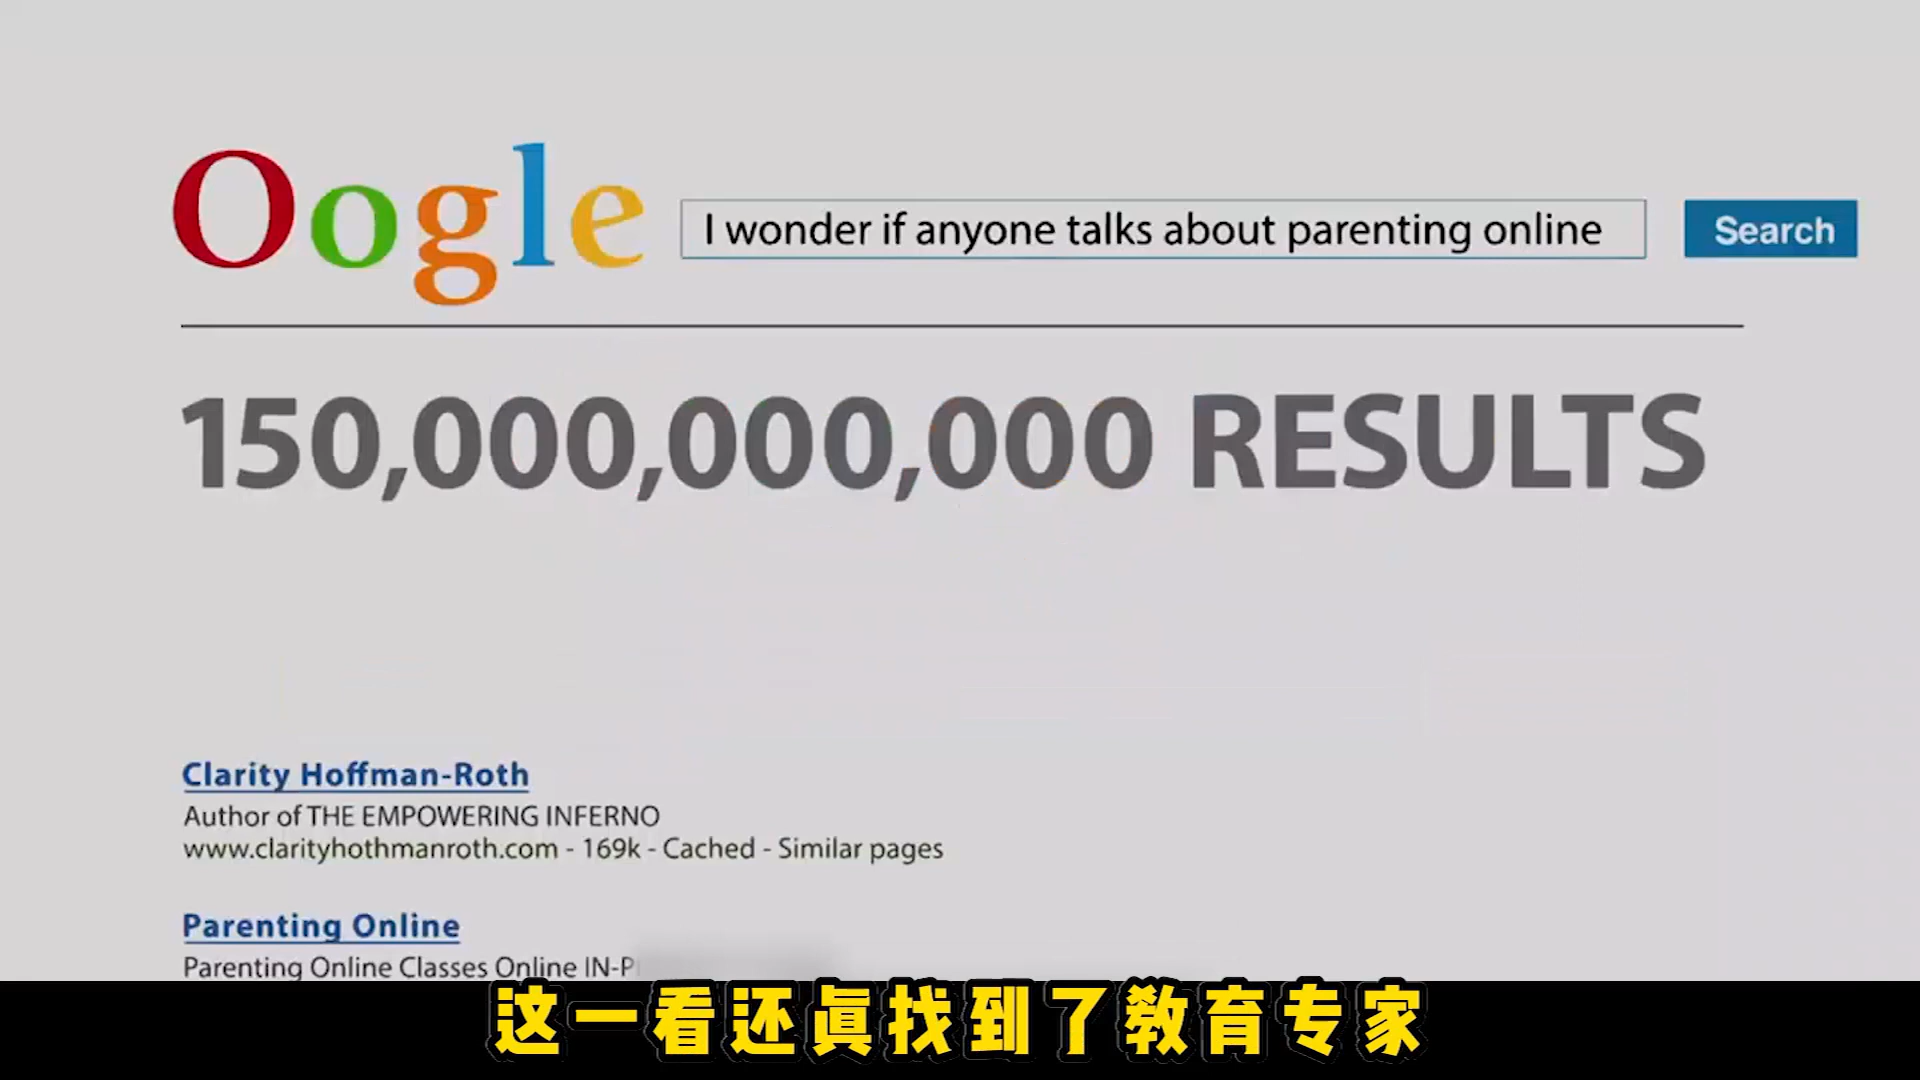 Oogle
I wonder if anyone talks about parenting online
Search
150,000,000,000 RESULTS
Clarity Hoffman-Roth
Author of THE EMPOWERING INFERNO
www.clarityhothmanroth.com - 169k - Cached - Similar pages
Parenting Online
Parenting Online Classes Online IN-P
这一看还真找到了教育专家